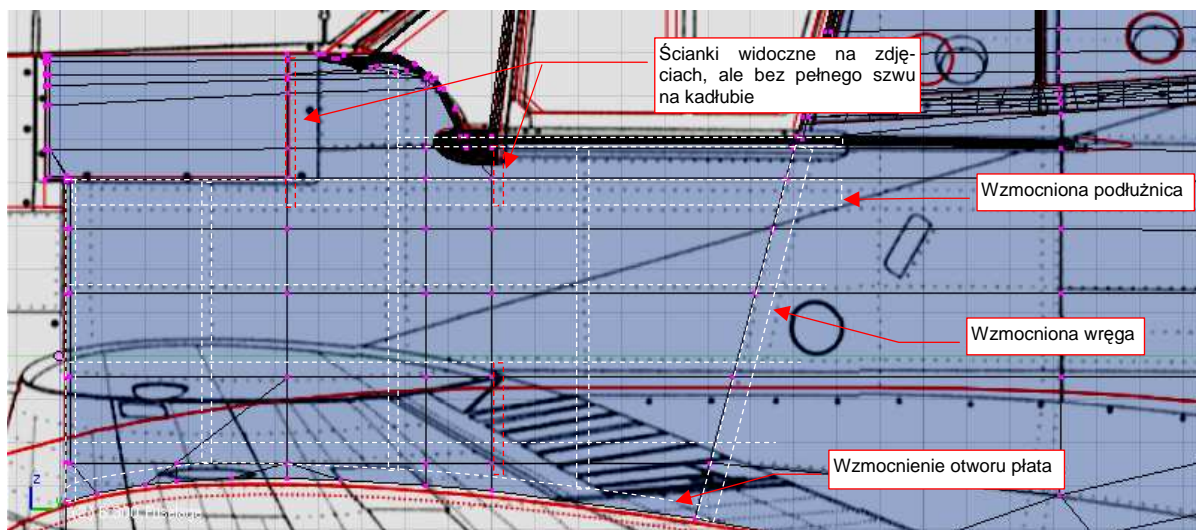 Ścianki widoczne na zdję-
ciach, ale bez pełnego szwu
na kadłubie
Wzmocniona podłużnica
Wzmocniona wręga
Wzmocnienie otworu płata
z